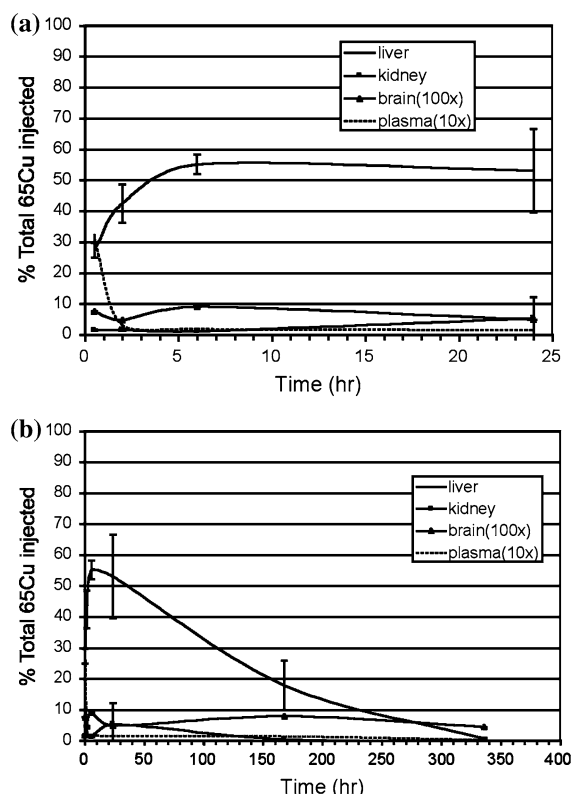 (a)
100
90
80
70
60
50
40
30
20
10
0
% Total 65Cu injected
liver
kidney
brain(100x)
plasma(10x)
0 5 10 15 20 25
Time (hr)
(b)
100
90
80
70
60
50
40
30
20
10
0
% Total 65Cu injected
liver
kidney
brain(100x)
plasma(10x)
0 50 100 150 200 250 300 350 400
Time (hr)